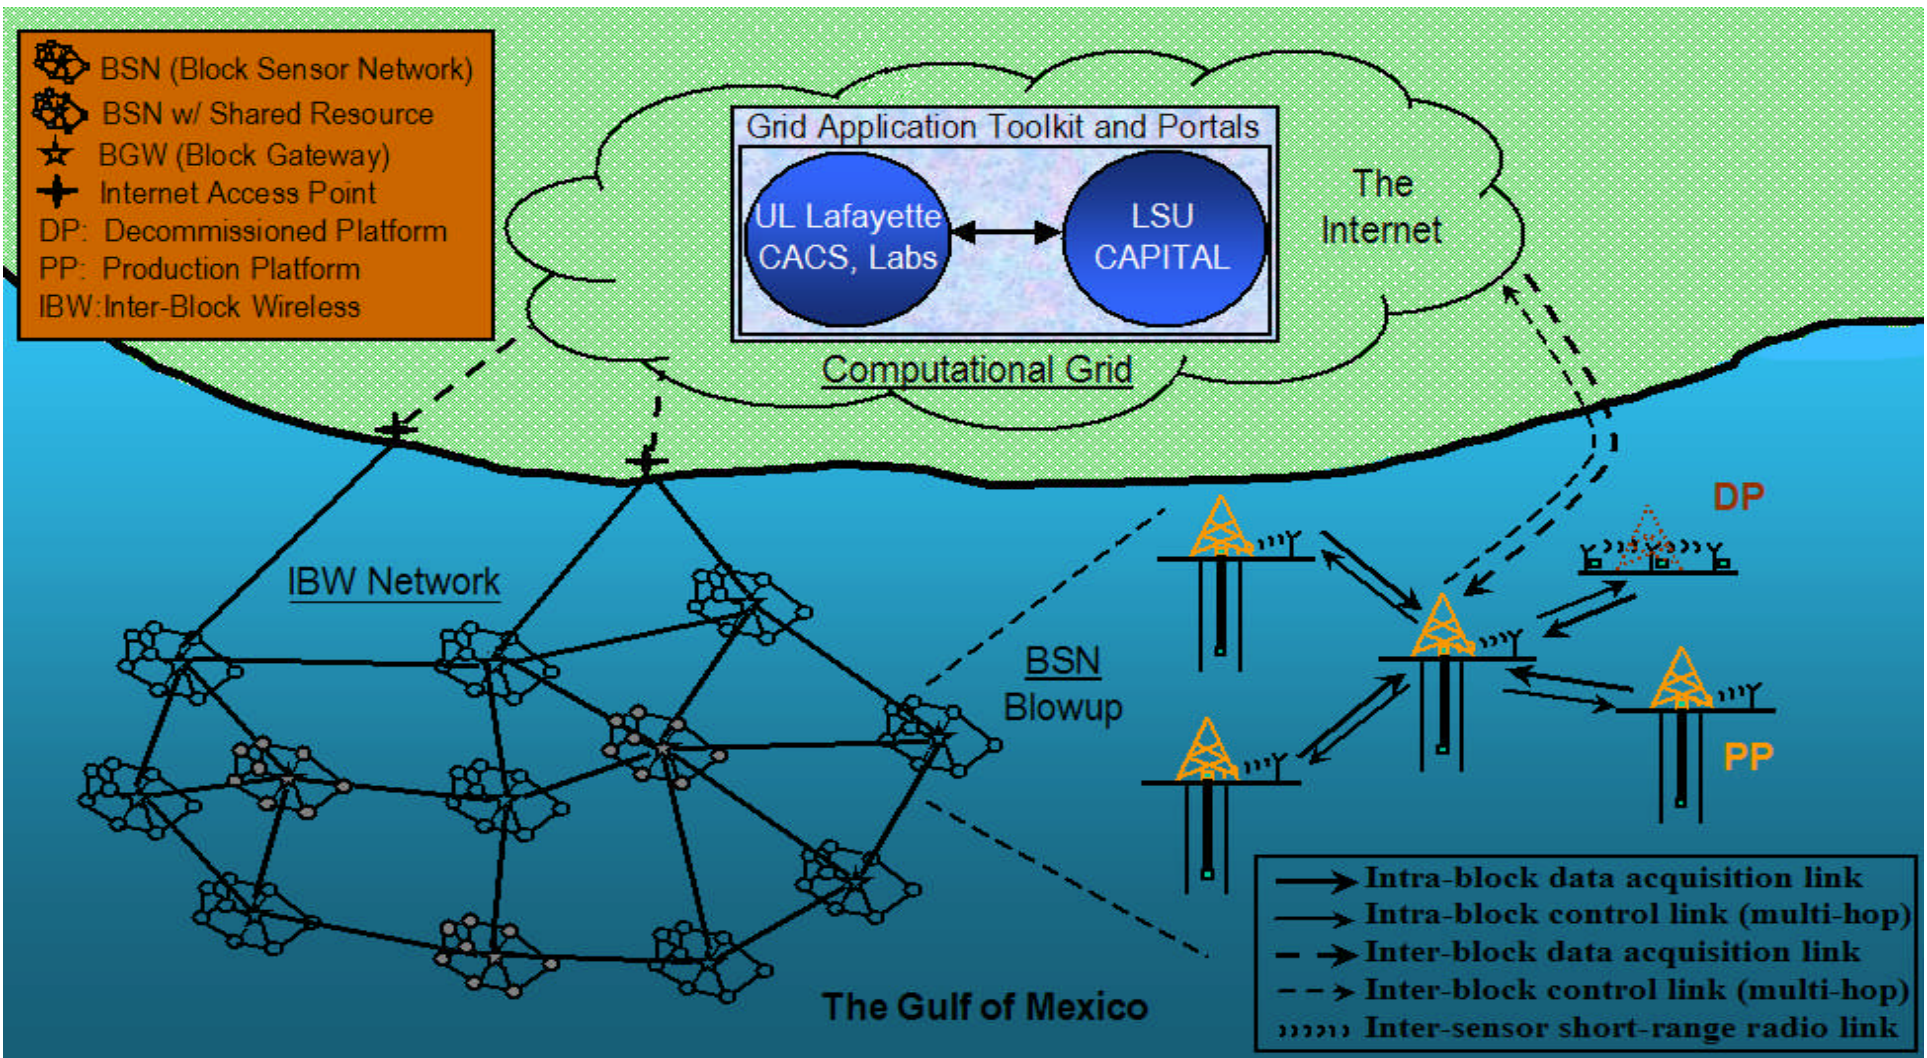 BSN (Block Sensor Network)
BSN w/ Shared Resource
BGW (Block Gateway)
Internet Access Point
DP: Decommissioned Platform
PP: Production Platform
IBW:Inter-Block Wireless
Grid Application Toolkit and Portals
UL Lafayette
CACS, Labs
LSU
CAPITAL
Computational Grid
The
Internet
IBW Network
BSN
Blowup
DP
PP
The Gulf of Mexico
Intra-block data acquisition link
Intra-block control link (multi-hop)
Inter-block data acquisition link
Inter-block control link (multi-hop)
Inter-sensor short-range radio link